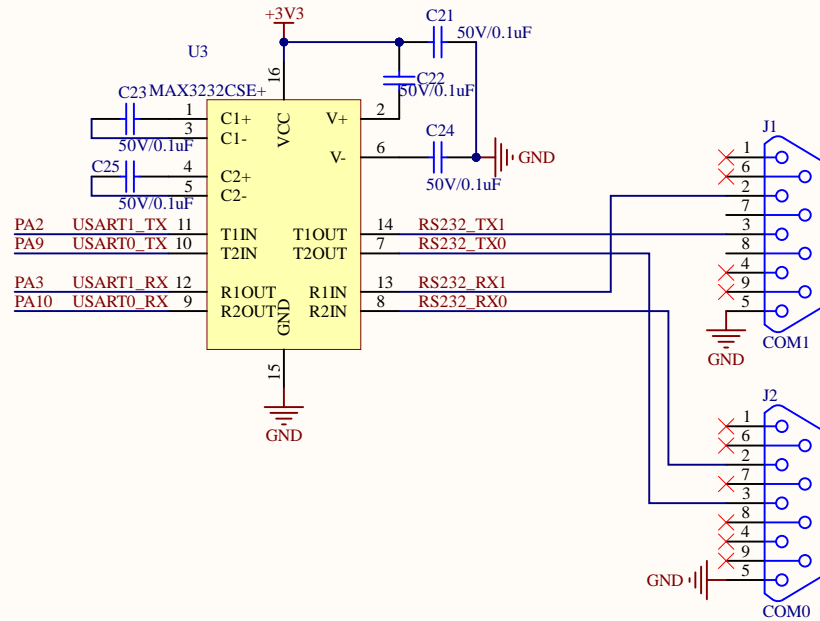 +3V3
C21
50V/0.1uF
U3
16
C22
50V/0.1uF
C23
MAX3232CSE+
1
C1+
VCC
V+
2
3
C1-
50V/0.1uF
C24
C25
V-
6
GND
4
C2+
50V/0.1uF
5
C2-
50V/0.1uF
PA2
USART1_TX
11
T1IN
T1OUT
14
RS232_TX1
PA9
USART0_TX
10
T2IN
T2OUT
7
RS232_TX0
PA3
USART1_RX
12
R1OUT
R1IN
13
RS232_RX1
PA10
USART0_RX
9
R2OUT
GND
R2IN
8
RS232_RX0
15
GND
J1
1
6
2
7
3
8
4
9
5
GND
COM1
J2
1
6
2
7
3
8
4
9
5
GND
COM0